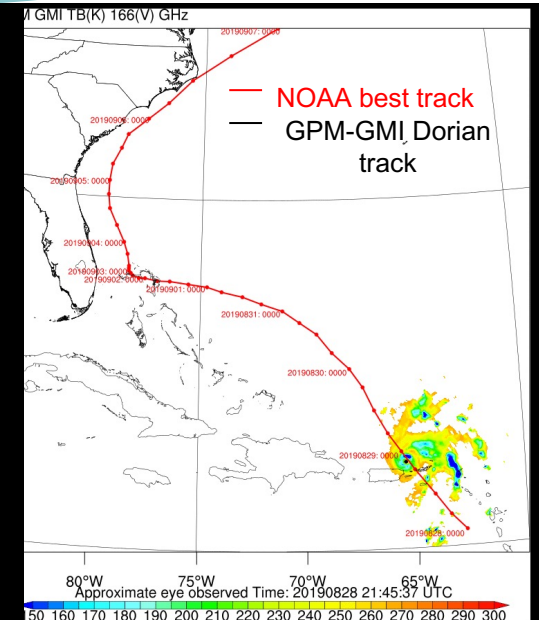 M GMI TB(K) 166(V) GHz
20190907: 0000
NOAA best track
GPM-GMI Dorian
track
20190905: 0000
20190904: 0000
20190903: 0000
20190902: 0000
20190901: 0000
20190831: 0000
20190830: 0000
20190829: 0000
20190828: 0000
80°W
75°W
70°W
65°W
Approximate eye observed Time: 20190828 21:45:37 UTC
150 160 170 180 190 200 210 220 230 240 250 260 270 280 290 300